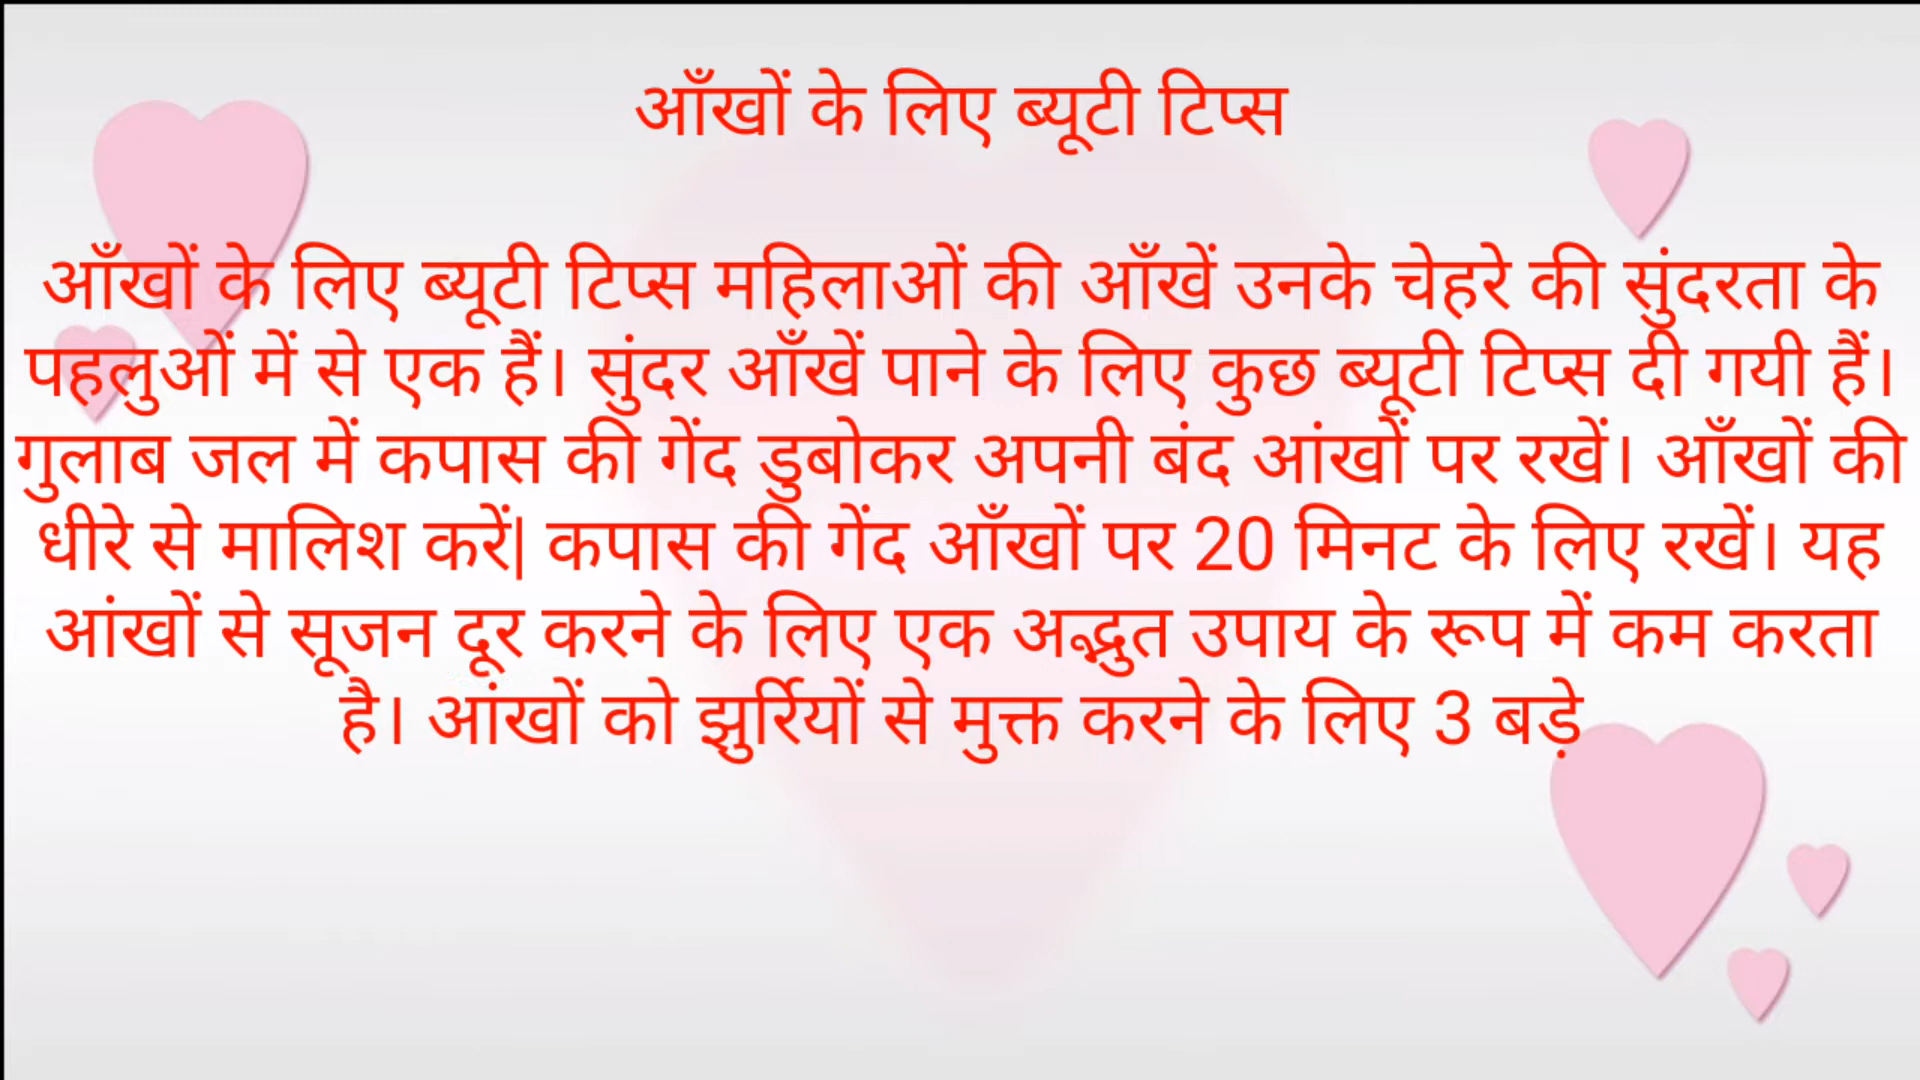 आँखों के लिए ब्यूटी टिप्स
आँखों के लिए ब्यूटी टिप्स महिलाओं की आँखें उनके चेहरे की सुंदरता के
पहलुओं में से एक हैं। सुंदर आँखें पाने के लिए कुछ ब्यूटी टिप्स दी गयी हैं।
गुलाब जल में कपास की गेंद डुबोकर अपनी बंद आंखों पर रखें। आँखों की
धीरे से मालिश करें| कपास की गेंद आँखों पर 20 मिनट के लिए रखें। यह
आंखों से सूजन दूर करने के लिए एक अद्भुत उपाय के रूप में कम करता
है। आंखों को झुर्रियों से मुक्त करने के लिए 3 बड़े